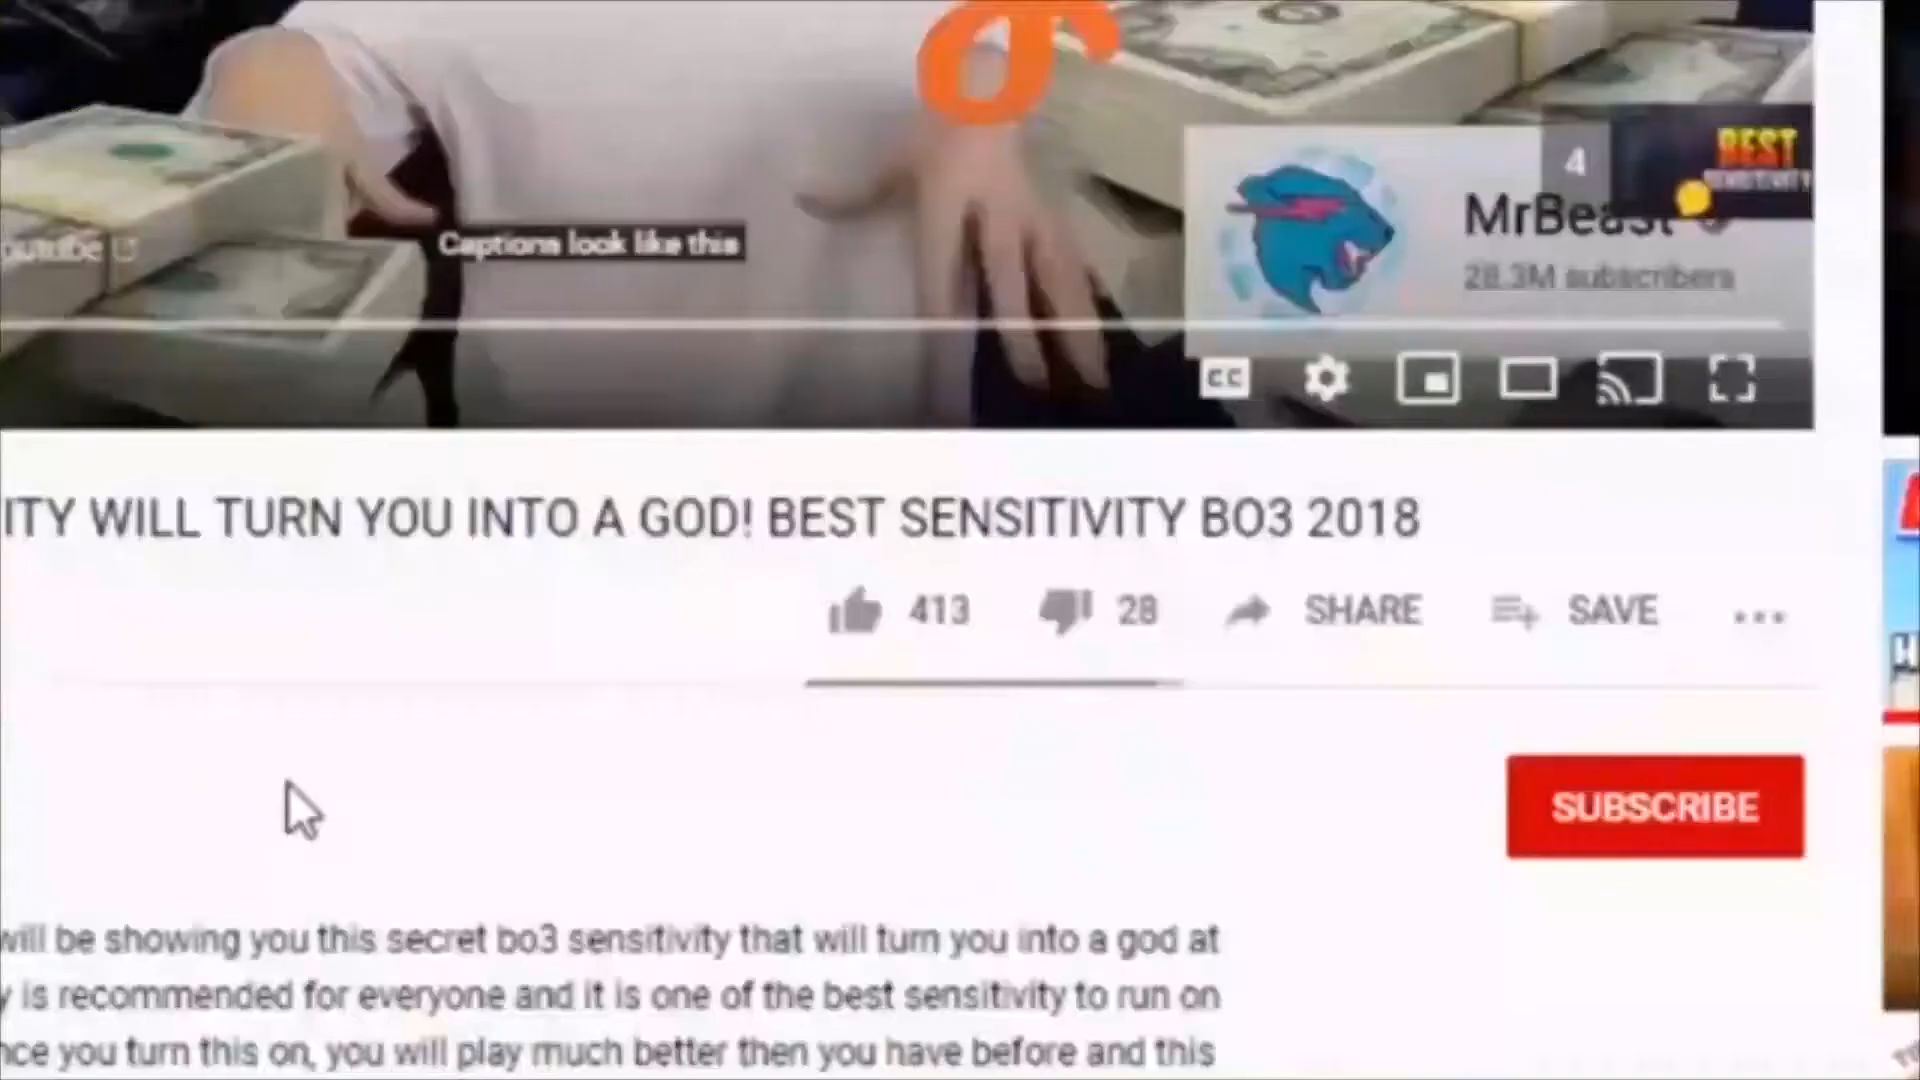 BEST
4
SENSITIVITY
MrBeast
Captions look like this
28.3M subscribers
CC
ITY WILL TURN YOU INTO A GOD! BEST SENSITIVITY BO3 2018
413 28 SHARE SAVE
SUBSCRIBE
will be showing you this secret bo3 sensitivity that will turn you into a god at
y is recommended for everyone and it is one of the best sensitivity to run on
nce you turn this on, you will play much better then you have before and this